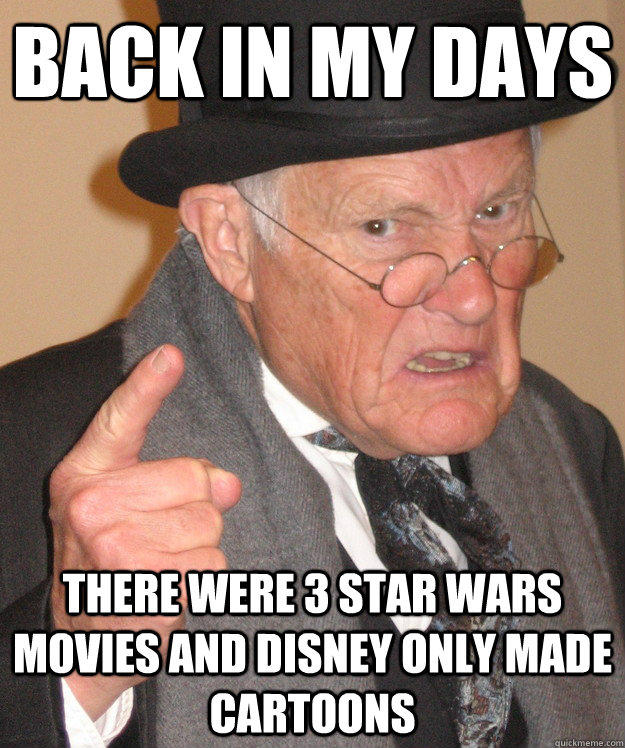 BACK IN MY DAYS
THERE WERE 3 STAR WARS
MOVIES AND DISNEY ONLY MADE
CARTOONS
quickmeme.com